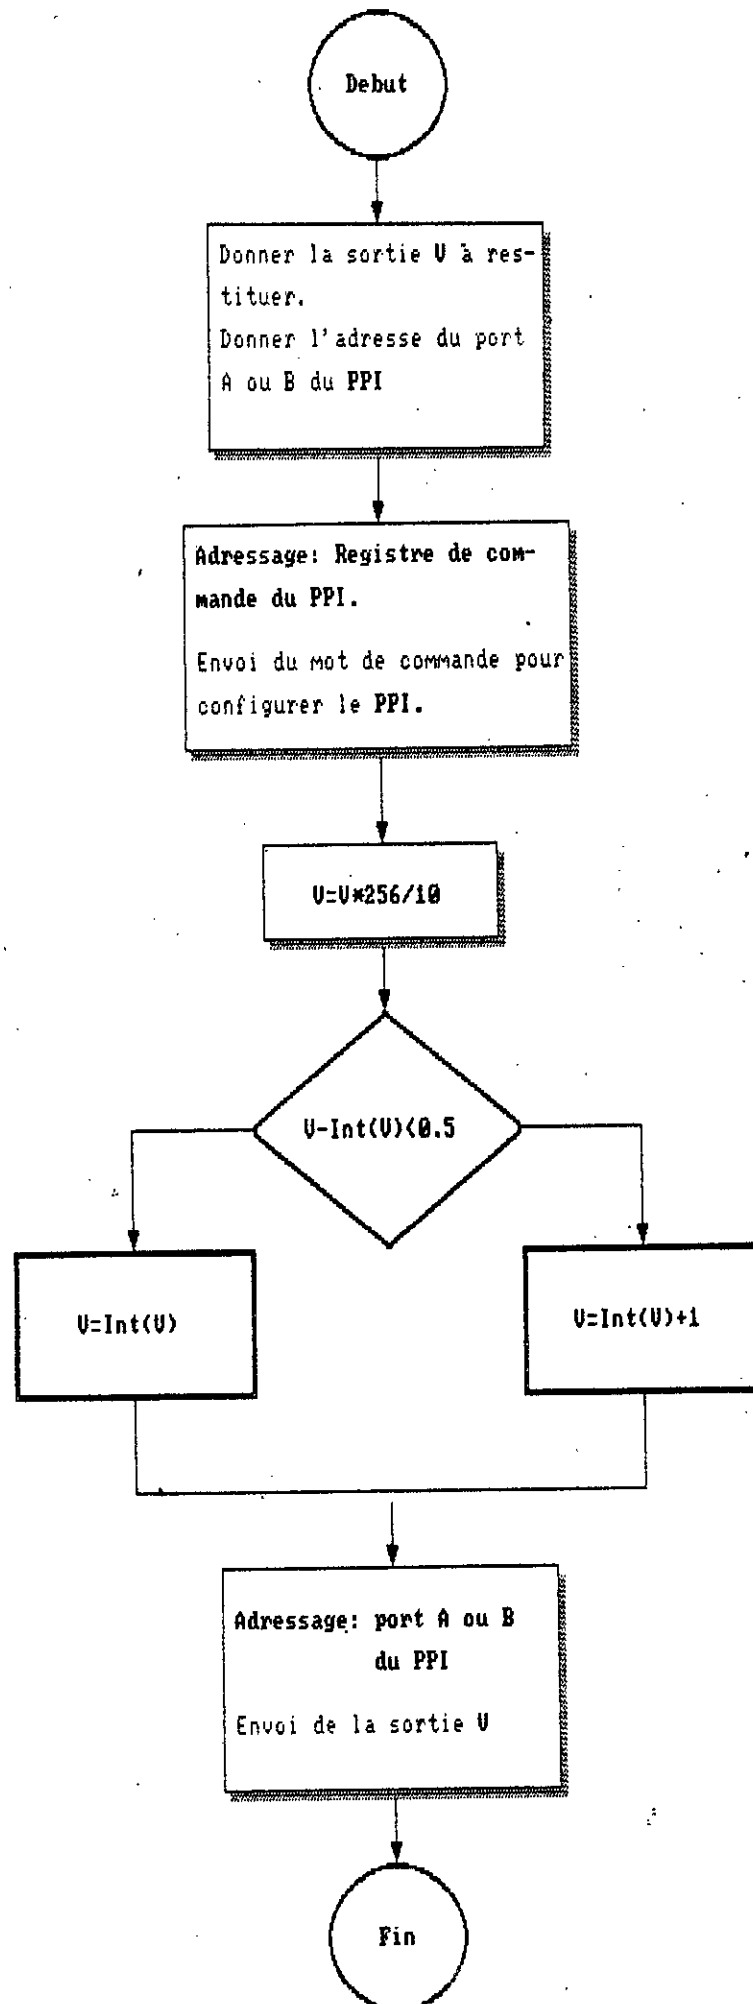 Debut
Donner la sortie V à res-
tituer.
Donner l'adresse du port
A ou B du PPI
Adressage: Registre de com-
mande du PPI.
Envoi du mot de commande pour
configurer le PPI.
V=V*256/10
V-Int(V)<0.5
V=Int(V)
V=Int(V)+1
Adressage: port A ou B
du PPI
Envoi de la sortie V
Fin